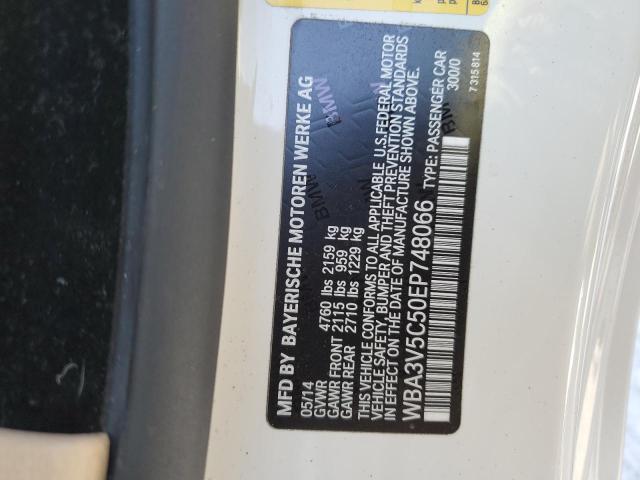 MFD BY BAYERISCHE MOTOREN WERKE AG
05/14
GVWR 4760 lbs 2159 kg
GAWR FRONT 2115 lbs 959 kg
GAWR REAR 2710 lbs 1229 kg
THIS VEHICLE CONFORMS TO ALL APPLICABLE U.S.FEDERAL MOTOR
VEHICLE SAFETY, BUMPER AND THEFT PREVENTION STANDARDS
IN EFFECT ON THE DATE OF MANUFACTURE SHOWN ABOVE.
WBA3V5C50EP748066 TYPE: PASSENGER CAR
300/0
7 315 814
BMW
BMW
BMW